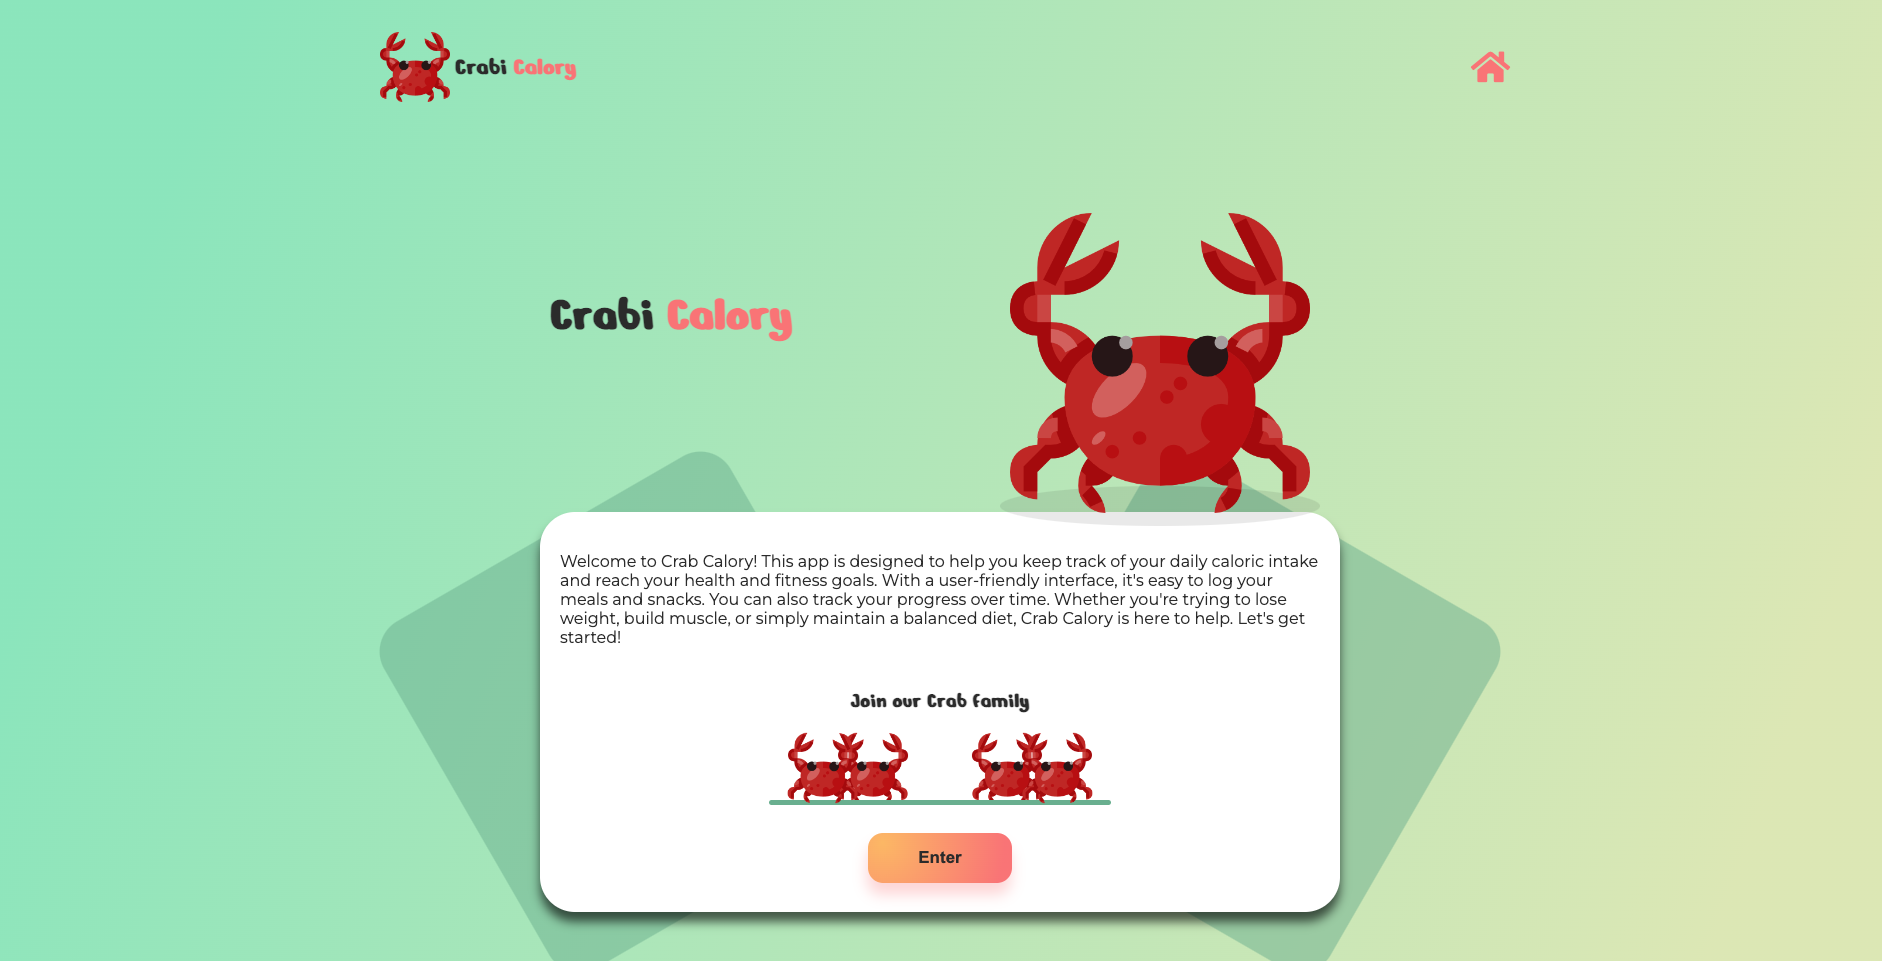 Crabi Calory
Crabi Calory
Welcome to Crab Calory! This app is designed to help you keep track of your daily caloric intake
and reach your health and fitness goals. With a user-friendly interface, it's easy to log your
meals and snacks. You can also track your progress over time. Whether you're trying to lose
weight, build muscle, or simply maintain a balanced diet, Crab Calory is here to help. Let's get
started!
Join our Crab family
Enter